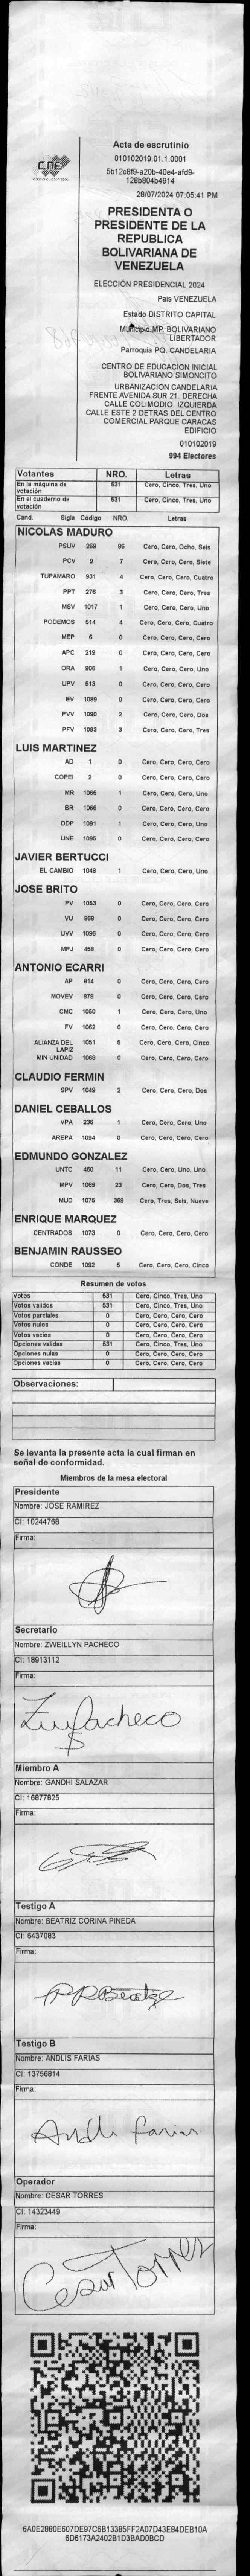 CNE
Acta de escrutinio
010102019.01.1.0001
5b12c8f9-a20b-40e4-afd9-
128b804b4914
28/07/2024 07:05:41 PM
PRESIDENTA O
PRESIDENTE DE LA
REPUBLICA
BOLIVARIANA DE
VENEZUELA
ELECCIÓN PRESIDENCIAL 2024
Pais VENEZUELA
Estado DISTRITO CAPITAL
Municipio MP. BOLIVARIANO
LIBERTADOR
Parroquia PQ. CANDELARIA
CENTRO DE EDUCACION INICIAL
BOLIVARIANO SIMONCITO
URBANIZACION CANDELARIA
FRENTE AVENIDA SUR 21. DERECHA
CALLE COLIMODIO. IZQUIERDA
CALLE ESTE 2 DETRAS DEL CENTRO
COMERCIAL PARQUE CARACAS
EDIFICIO
010102019
994 Electores
Votantes NRO. Letras
En la máquina de votación 531 Cero, Cinco, Tres, Uno
En el cuaderno de votación 531 Cero, Cinco, Tres, Uno
Cand. Sigla Código NRO. Letras
NICOLAS MADURO
PSUV 269 86 Cero, Cero, Ocho, Seis
PCV 9 7 Cero, Cero, Cero, Siete
TUPAMARO 931 4 Cero, Cero, Cero, Cuatro
PPT 276 3 Cero, Cero, Cero, Tres
MSV 1017 1 Cero, Cero, Cero, Uno
PODEMOS 514 4 Cero, Cero, Cero, Cuatro
MEP 6 0 Cero, Cero, Cero, Cero
APC 219 0 Cero, Cero, Cero, Cero
ORA 906 1 Cero, Cero, Cero, Uno
UPV 513 0 Cero, Cero, Cero, Cero
EV 1089 0 Cero, Cero, Cero, Cero
PVV 1090 2 Cero, Cero, Cero, Dos
PFV 1093 3 Cero, Cero, Cero, Tres
LUIS MARTINEZ
AD 1 0 Cero, Cero, Cero, Cero
COPEI 2 0 Cero, Cero, Cero, Cero
MR 1065 1 Cero, Cero, Cero, Uno
BR 1066 0 Cero, Cero, Cero, Cero
DDP 1091 1 Cero, Cero, Cero, Uno
UNE 1095 0 Cero, Cero, Cero, Cero
JAVIER BERTUCCI
EL CAMBIO 1048 1 Cero, Cero, Cero, Uno
JOSE BRITO
PV 1053 0 Cero, Cero, Cero, Cero
VU 868 0 Cero, Cero, Cero, Cero
UVV 1096 0 Cero, Cero, Cero, Cero
MPJ 458 0 Cero, Cero, Cero, Cero
ANTONIO ECARRI
AP 814 0 Cero, Cero, Cero, Cero
MOVEV 878 0 Cero, Cero, Cero, Cero
CMC 1050 1 Cero, Cero, Cero, Uno
FV 1062 0 Cero, Cero, Cero, Cero
ALIANZA DEL LAPIZ 1051 5 Cero, Cero, Cero, Cinco
MIN UNIDAD 1068 0 Cero, Cero, Cero, Cero
CLAUDIO FERMIN
SPV 1049 2 Cero, Cero, Cero, Dos
DANIEL CEBALLOS
VPA 236 1 Cero, Cero, Cero, Uno
AREPA 1094 0 Cero, Cero, Cero, Cero
EDMUNDO GONZALEZ
UNTC 460 11 Cero, Cero, Uno, Uno
MPV 1069 23 Cero, Cero, Dos, Tres
MUD 1075 369 Cero, Tres, Seis, Nueve
ENRIQUE MARQUEZ
CENTRADOS 1073 0 Cero, Cero, Cero, Cero
BENJAMIN RAUSSEO
CONDE 1092 5 Cero, Cero, Cero, Cinco
Resumen de votos
Votos 531 Cero, Cinco, Tres, Uno
Votos validos 531 Cero, Cinco, Tres, Uno
Votos parciales 0 Cero, Cero, Cero, Cero
Votos nulos 0 Cero, Cero, Cero, Cero
Votos vacios 0 Cero, Cero, Cero, Cero
Opciones validas 531 Cero, Cinco, Tres, Uno
Opciones nulas 0 Cero, Cero, Cero, Cero
Opciones vacias 0 Cero, Cero, Cero, Cero
Observaciones:
Se levanta la presente acta la cual firman en
señal de conformidad.
Miembros de la mesa electoral
Presidente
Nombre: JOSE RAMIREZ
CI: 10244768
Firma:
Secretario
Nombre: ZWEILLYN PACHECO
CI: 18913112
Firma:
Miembro A
Nombre: GANDHI SALAZAR
CI: 16877825
Firma:
Testigo A
Nombre: BEATRIZ CORINA PINEDA
CI: 6437083
Firma:
Testigo B
Nombre: ANDLIS FARIAS
CI: 13756814
Firma:
Operador
Nombre: CESAR TORRES
CI: 14323449
Firma:
Cesar Torres
6A0E2880E607DE97C6B13385FF2A07D43E84DEB10A
6D6173A2402B1D3BAD0BCD